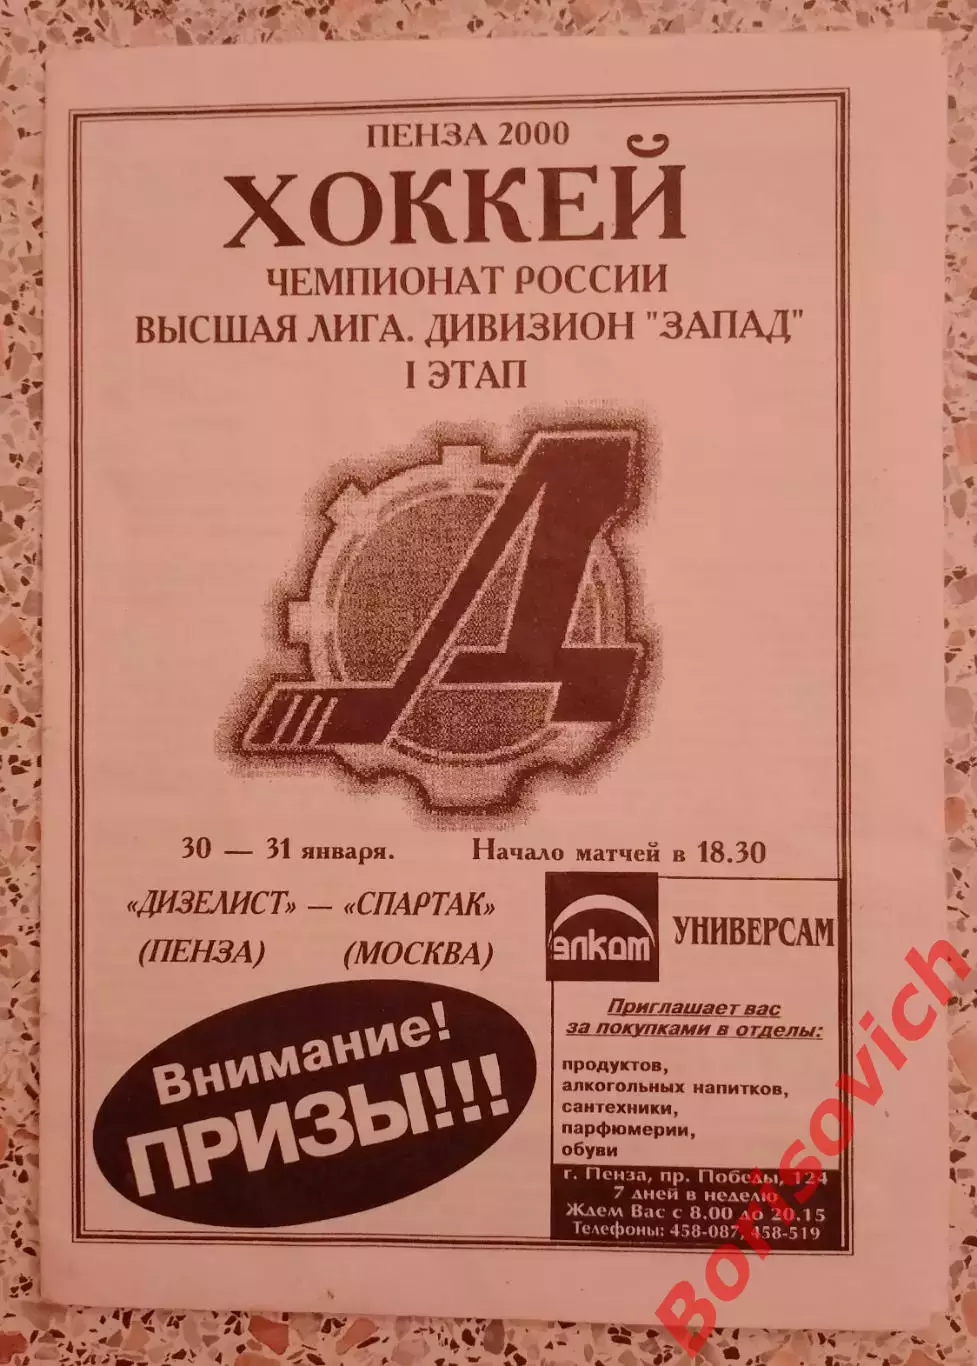 ПЕНЗА 2000
ХОККЕЙ
ЧЕМПИОНАТ РОССИИ
ВЫСШАЯ ЛИГА. ДИВИЗИОН "ЗАПАД"
I ЭТАП
30 — 31 января. Начало матчей в 18.30
«ДИЗЕЛИСТ» — «СПАРТАК»
(ПЕНЗА) (МОСКВА)
Внимание!
ПРИЗЫ!!!
элком
УНИВЕРСАМ
Приглашает вас
за покупками в отделы:
продуктов,
алкогольных напитков,
сантехники,
парфюмерии,
обуви
г. Пенза, пр. Победы, 124
7 дней в неделю
Ждем Вас с 8.00 до 20.15
Телефоны: 458-087, 458-519
Borisovich